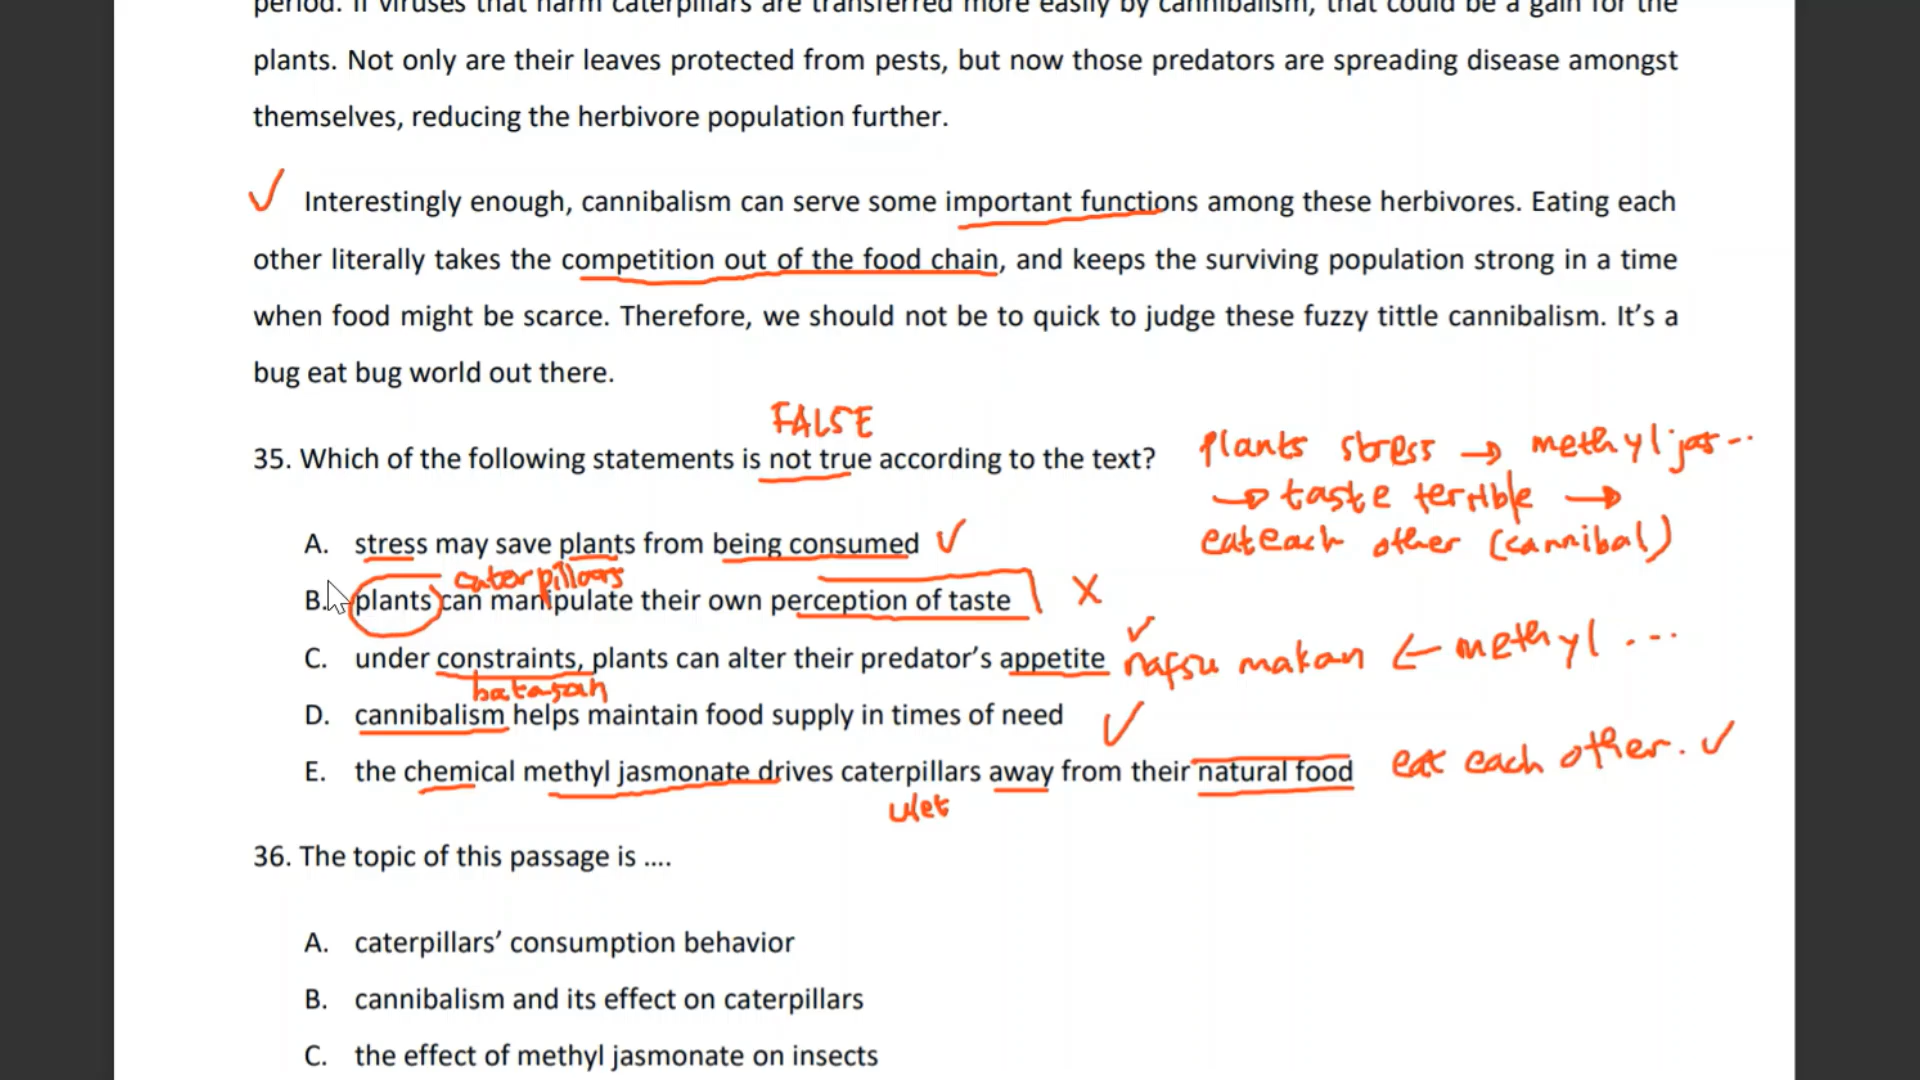 period. If viruses that harm caterpillars are transferred more easily by cannibalism, that could be a gain for the
plants. Not only are their leaves protected from pests, but now those predators are spreading disease amongst
themselves, reducing the herbivore population further.
✓ Interestingly enough, cannibalism can serve some important functions among these herbivores. Eating each
other literally takes the competition out of the food chain, and keeps the surviving population strong in a time
when food might be scarce. Therefore, we should not be to quick to judge these fuzzy tittle cannibalism. It's a
bug eat bug world out there.
FALSE
35. Which of the following statements is not true according to the text?
plants stress → methyl jas...
→ taste terrible →
eat each other (cannibal)
A. stress may save plants from being consumed ✓
caterpillars
B. plants can manipulate their own perception of taste X
C. under constraints, plants can alter their predator's appetite ✓ nafsu makan ← methyl ...
batasan
D. cannibalism helps maintain food supply in times of need ✓
E. the chemical methyl jasmonate drives caterpillars away from their natural food eat each other. ✓
ulet
36. The topic of this passage is ....
A. caterpillars' consumption behavior
B. cannibalism and its effect on caterpillars
C. the effect of methyl jasmonate on insects